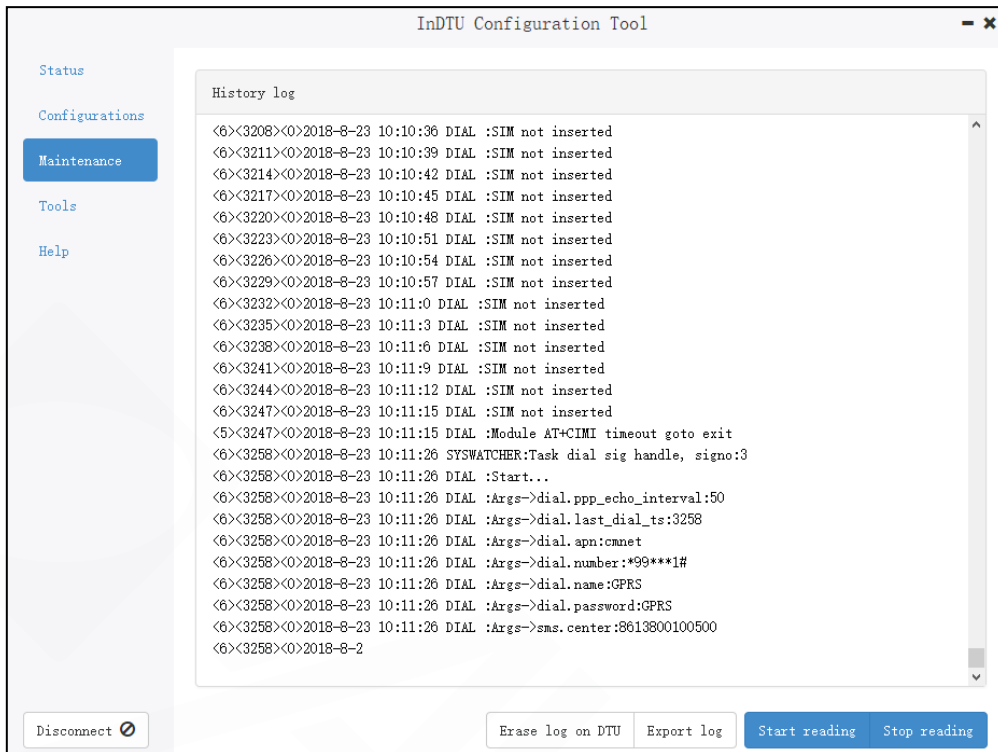 InDTU Configuration Tool
Status
Configurations
Maintenance
Tools
Help
History log
<6><3208><0>2018-8-23 10:10:36 DIAL :SIM not inserted
<6><3211><0>2018-8-23 10:10:39 DIAL :SIM not inserted
<6><3214><0>2018-8-23 10:10:42 DIAL :SIM not inserted
<6><3217><0>2018-8-23 10:10:45 DIAL :SIM not inserted
<6><3220><0>2018-8-23 10:10:48 DIAL :SIM not inserted
<6><3223><0>2018-8-23 10:10:51 DIAL :SIM not inserted
<6><3226><0>2018-8-23 10:10:54 DIAL :SIM not inserted
<6><3229><0>2018-8-23 10:10:57 DIAL :SIM not inserted
<6><3232><0>2018-8-23 10:11:0 DIAL :SIM not inserted
<6><3235><0>2018-8-23 10:11:3 DIAL :SIM not inserted
<6><3238><0>2018-8-23 10:11:6 DIAL :SIM not inserted
<6><3241><0>2018-8-23 10:11:9 DIAL :SIM not inserted
<6><3244><0>2018-8-23 10:11:12 DIAL :SIM not inserted
<6><3247><0>2018-8-23 10:11:15 DIAL :SIM not inserted
<5><3247><0>2018-8-23 10:11:15 DIAL :Module AT+CIMI timeout goto exit
<6><3258><0>2018-8-23 10:11:26 SYSWATCHER:Task dial sig handle, signo:3
<6><3258><0>2018-8-23 10:11:26 DIAL :Start...
<6><3258><0>2018-8-23 10:11:26 DIAL :Args->dial.ppp_echo_interval:50
<6><3258><0>2018-8-23 10:11:26 DIAL :Args->dial.last_dial_ts:3258
<6><3258><0>2018-8-23 10:11:26 DIAL :Args->dial.apn:cmnet
<6><3258><0>2018-8-23 10:11:26 DIAL :Args->dial.number:*99***1#
<6><3258><0>2018-8-23 10:11:26 DIAL :Args->dial.name:GPRS
<6><3258><0>2018-8-23 10:11:26 DIAL :Args->dial.password:GPRS
<6><3258><0>2018-8-23 10:11:26 DIAL :Args->sms.center:8613800100500
<6><3258><0>2018-8-2
Disconnect
Erase log on DTU
Export log
Start reading
Stop reading